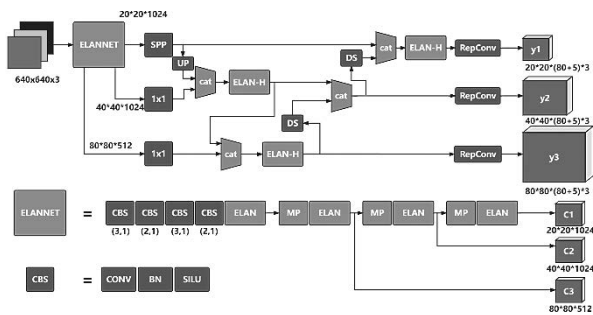 20*20*1024
ELANNET
SPP
cat
ELAN-H
RepConv
y1
UP
DS
20*20*(80+5)*3
640x640x3
cat
ELAN-H
40*40*1024
1x1
cat
RepConv
y2
DS
40*40*(80+5)*3
80*80*512
1x1
cat
ELAN-H
RepConv
y3
80*80*(80+5)*3
ELANNET = CBS CBS CBS CBS ELAN MP ELAN MP ELAN MP ELAN C1
(3,1) (2,1) (3,1) (2,1)
20*20*1024
C2
40*40*1024
CBS = CONV BN SILU
C3
80*80*512